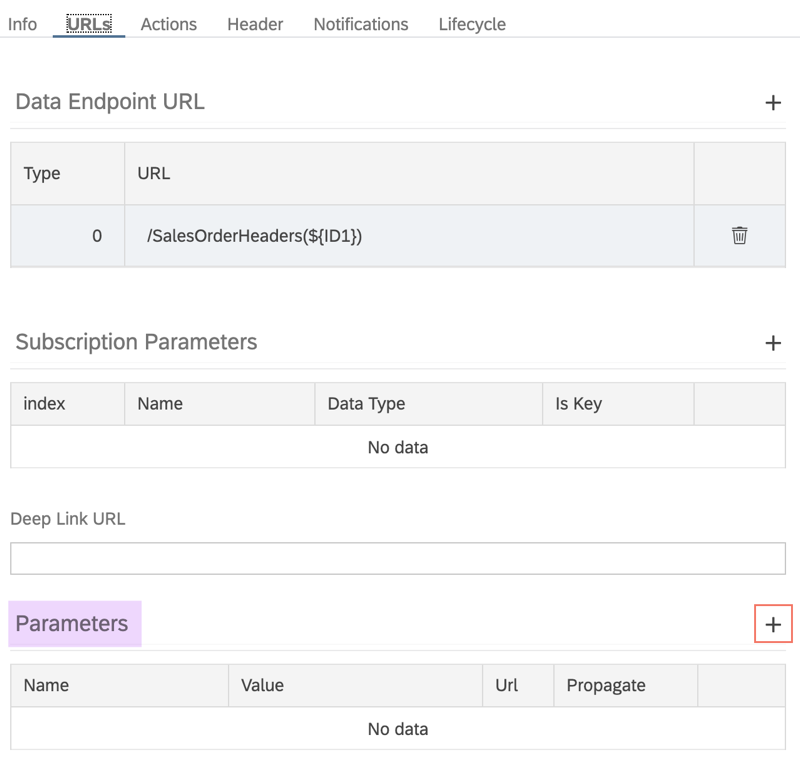 Info URLs Actions Header Notifications Lifecycle
Data Endpoint URL +
Type URL
0 /SalesOrderHeaders(${ID1})
Subscription Parameters +
index Name Data Type Is Key
No data
Deep Link URL
Parameters +
Name Value Url Propagate
No data